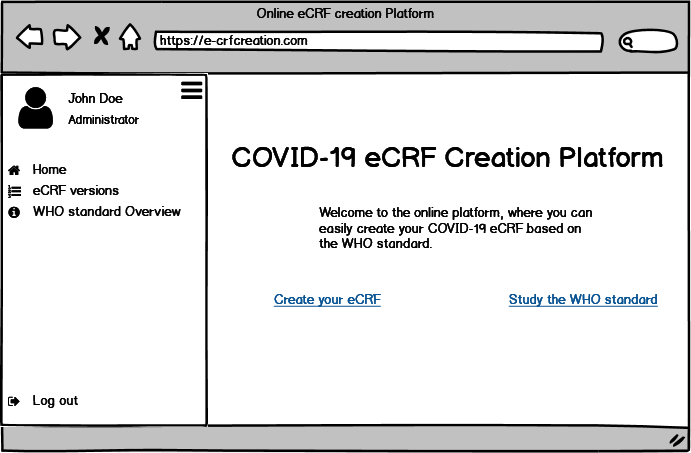 Online eCRF creation Platform
https://e-crfcreation.com
John Doe
Administrator
Home
eCRF versions
WHO standard Overview
Log out
COVID-19 eCRF Creation Platform
Welcome to the online platform, where you can
easily create your COVID-19 eCRF based on
the WHO standard.
Create your eCRF
Study the WHO standard